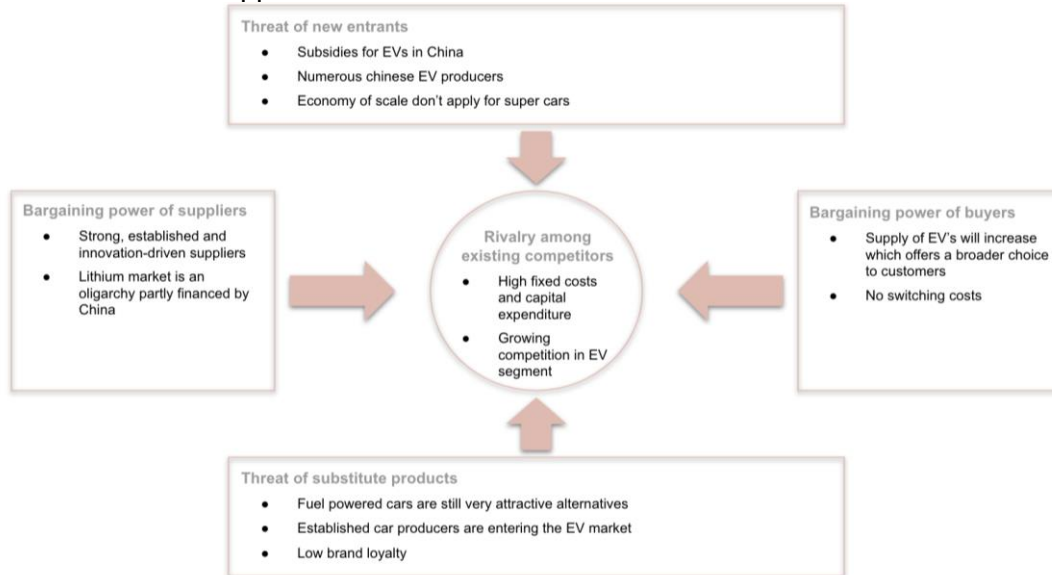 Threat of new entrants
● Subsidies for EVs in China
● Numerous chinese EV producers
● Economy of scale don't apply for super cars
Bargaining power of suppliers
● Strong, established and
innovation-driven suppliers
● Lithium market is an
oligarchy partly financed by
China
Rivalry among
existing competitors
● High fixed costs
and capital
expenditure
● Growing
competition in EV
segment
Bargaining power of buyers
● Supply of EV's will increase
which offers a broader choice
to customers
● No switching costs
Threat of substitute products
● Fuel powered cars are still very attractive alternatives
● Established car producers are entering the EV market
● Low brand loyalty